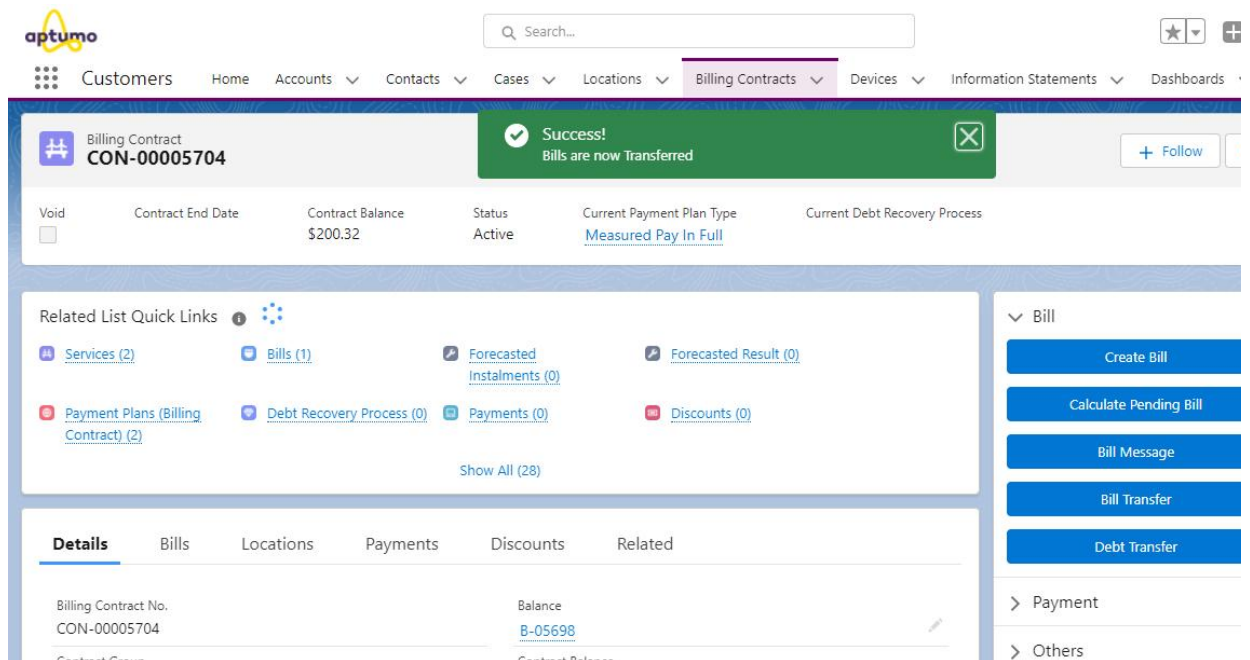 aptumo
Search...
Customers
Home
Accounts
Contacts
Cases
Locations
Billing Contracts
Devices
Information Statements
Dashboards
Billing Contract
CON-00005704
Success!
Bills are now Transferred
Follow
Void
Contract End Date
Contract Balance
$200.32
Status
Active
Current Payment Plan Type
Measured Pay In Full
Current Debt Recovery Process
Related List Quick Links
Services (2)
Bills (1)
Forecasted
Instalments (0)
Forecasted Result (0)
Payment Plans (Billing
Contract) (2)
Debt Recovery Process (0)
Payments (0)
Discounts (0)
Show All (28)
Bill
Create Bill
Calculate Pending Bill
Bill Message
Bill Transfer
Debt Transfer
Payment
Others
Details
Bills
Locations
Payments
Discounts
Related
Billing Contract No.
CON-00005704
Balance
B-05698
Contract Group
Contract Balance